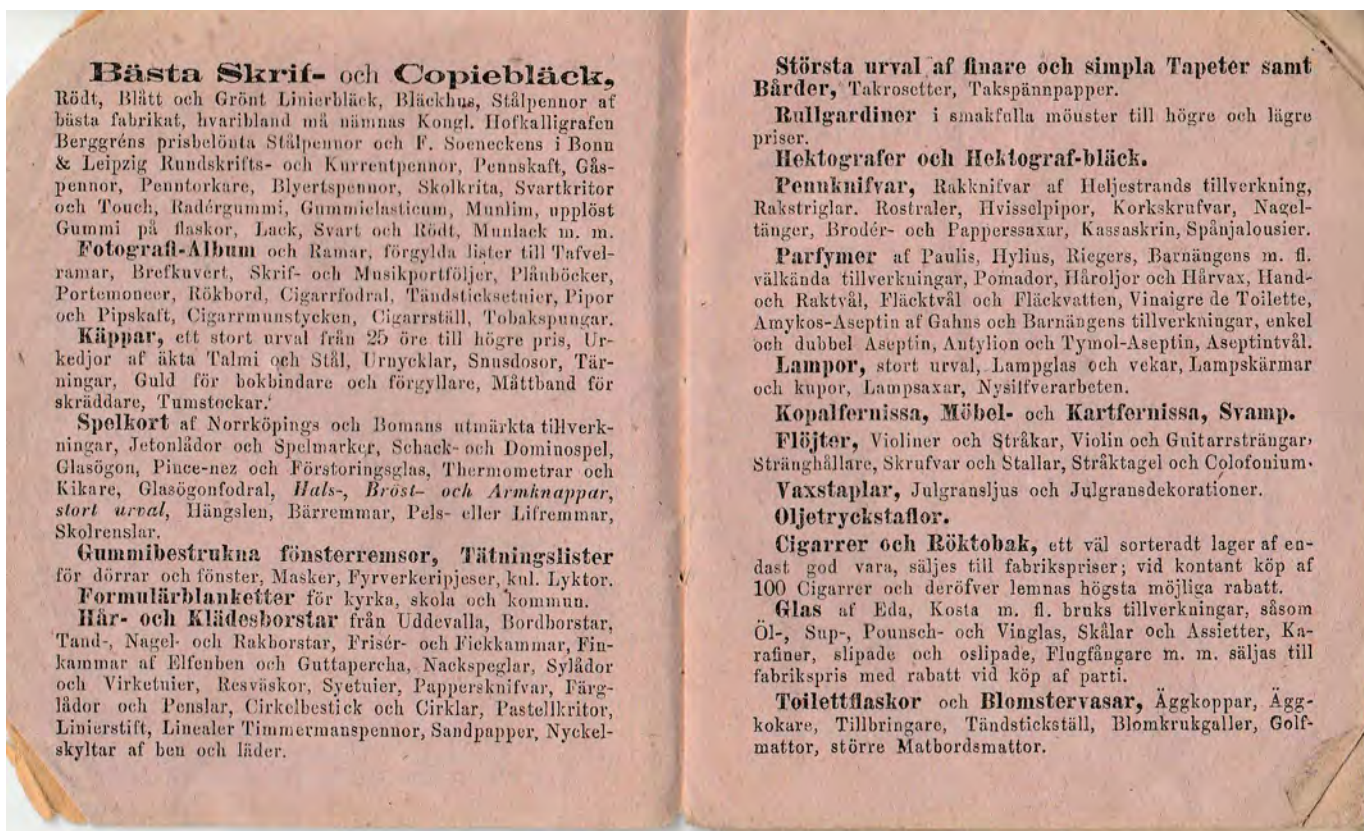 Bästa Skrif- och Copiebläck,
Rödt, Blått och Grönt Linierbläck, Bläckhus, Stålpennor af
bästa fabrikat, hvaribland må nämnas Kongl. Hofkalligrafen
Berggréns prisbelönta Stålpennor och F. Soeneckens i Bonn
& Leipzig Rundskrifts- och Kurrentpennor, Pennskaft, Gås-
pennor, Penntorkare, Blyertspennor, Skolkrita, Svartkritor
och Touch, Radérgummi, Gummielasticum, Munlim, upplöst
Gummi på flaskor, Lack, Svart och Rödt, Munlack m. m.
Fotografi-Album och Ramar, förgylda lister till Tafvel-
ramar, Brefkuvert, Skrif- och Musikportföljer, Plånböcker,
Portemoneer, Rökbord, Cigarrfodral, Tändsticksetuier, Pipor
och Pipskaft, Cigarrmunstycken, Cigarrställ, Tobakspungar.
Käppar, ett stort urval från 25 öre till högre pris, Ur-
kedjor af äkta Talmi och Stål, Urnycklar, Snusdosor, Tär-
ningar, Guld för bokbindare och förgyllare, Måttband för
skräddare, Tumstockar.
Spelkort af Norrköpings och Bomans utmärkta tillverk-
ningar, Jetonlådor och Spelmarker, Schack- och Dominospel,
Glasögon, Pince-nez och Förstoringsglas, Thermometrar och
Kikare, Glasögonfodral, Hals-, Bröst- och Armknappar,
stort urval, Hängslen, Bärremmar, Pels- eller Lifremmar,
Skolrenslar.
Gummibestrukna fönsterremsor, Tätningslister
för dörrar och fönster, Masker, Fyrverkeripjeser, kul. Lyktor.
Formulärblanketter för kyrka, skola och kommun.
Hår- och Klädesborstar från Uddevalla, Bordborstar,
Tand-, Nagel- och Rakborstar, Frisér- och Fickkammar, Fin-
kammar af Elfenben och Guttapercha, Nackspeglar, Sylådor
och Virketuier, Resväskor, Syetuier, Pappersknifvar, Färg-
lådor och Penslar, Cirkelbestick och Cirklar, Pastellkritor,
Linierstift, Linealer Timmermanspennor, Sandpapper, Nyckel-
skyltar af ben och läder.
Största urval af finare och simpla Tapeter samt
Bårder, Takrosetter, Takspännpapper.
Rullgardiner i smakfulla mönster till högre och lägre
priser.
Hektografer och Hektograf-bläck.
Pennknifvar, Rakknifvar af Heljestrands tillverkning,
Rakstriglar. Rostraler, Hvisselpipor, Korkskrufvar, Nagel-
tänger, Brodér- och Papperssaxar, Kassaskrin, Spånjalousier.
Parfymer af Paulis, Hylius, Riegers, Barnängens m. fl.
välkända tillverkningar, Pomador, Håroljor och Hårvax, Hand-
och Raktvål, Fläcktvål och Fläckvatten, Vinaigre de Toilette,
Amykos-Aseptin af Gahns och Barnängens tillverkningar, enkel
och dubbel Aseptin, Antylion och Tymol-Aseptin, Aseptintvål.
Lampor, stort urval, Lampglas och vekar, Lampskärmar
och kupor, Lampsaxar, Nysilfverarbeten.
Kopalfernissa, Möbel- och Kartfernissa, Svamp.
Flöjter, Violiner och Stråkar, Violin och Guitarrsträngar,
Stränghållare, Skrufvar och Stallar, Stråktagel och Colofonium.
Vaxstaplar, Julgransljus och Julgransdekorationer.
Oljetryckstaflor.
Cigarrer och Röktobak, ett väl sorteradt lager af en-
dast god vara, säljes till fabrikspriser; vid kontant köp af
100 Cigarrer och deröfver lemnas högsta möjliga rabatt.
Glas af Eda, Kosta m. fl. bruks tillverkningar, såsom
Öl-, Sup-, Pounsch- och Vinglas, Skålar och Assietter, Ka-
rafiner, slipade och oslipade, Flugfångare m. m. säljas till
fabrikspris med rabatt vid köp af parti.
Toilettflaskor och Blomstervasar, Äggkoppar, Ägg-
kokare, Tillbringare, Tändstickställ, Blomkrukgaller, Golf-
mattor, större Matbordsmattor.